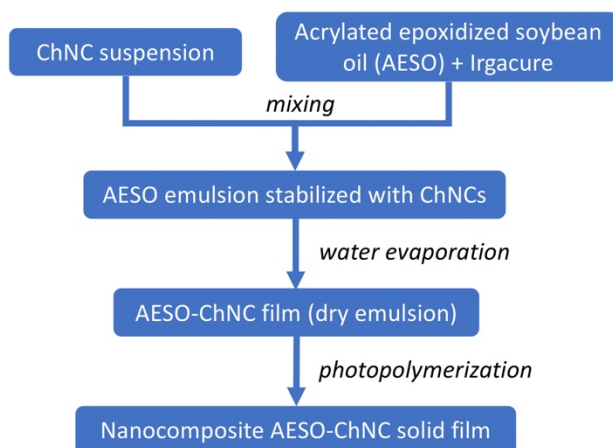 ChNC suspension
Acrylated epoxidized soybean
oil (AESO) + Irgacure
mixing
AESO emulsion stabilized with ChNCs
water evaporation
AESO-ChNC film (dry emulsion)
photopolymerization
Nanocomposite AESO-ChNC solid film